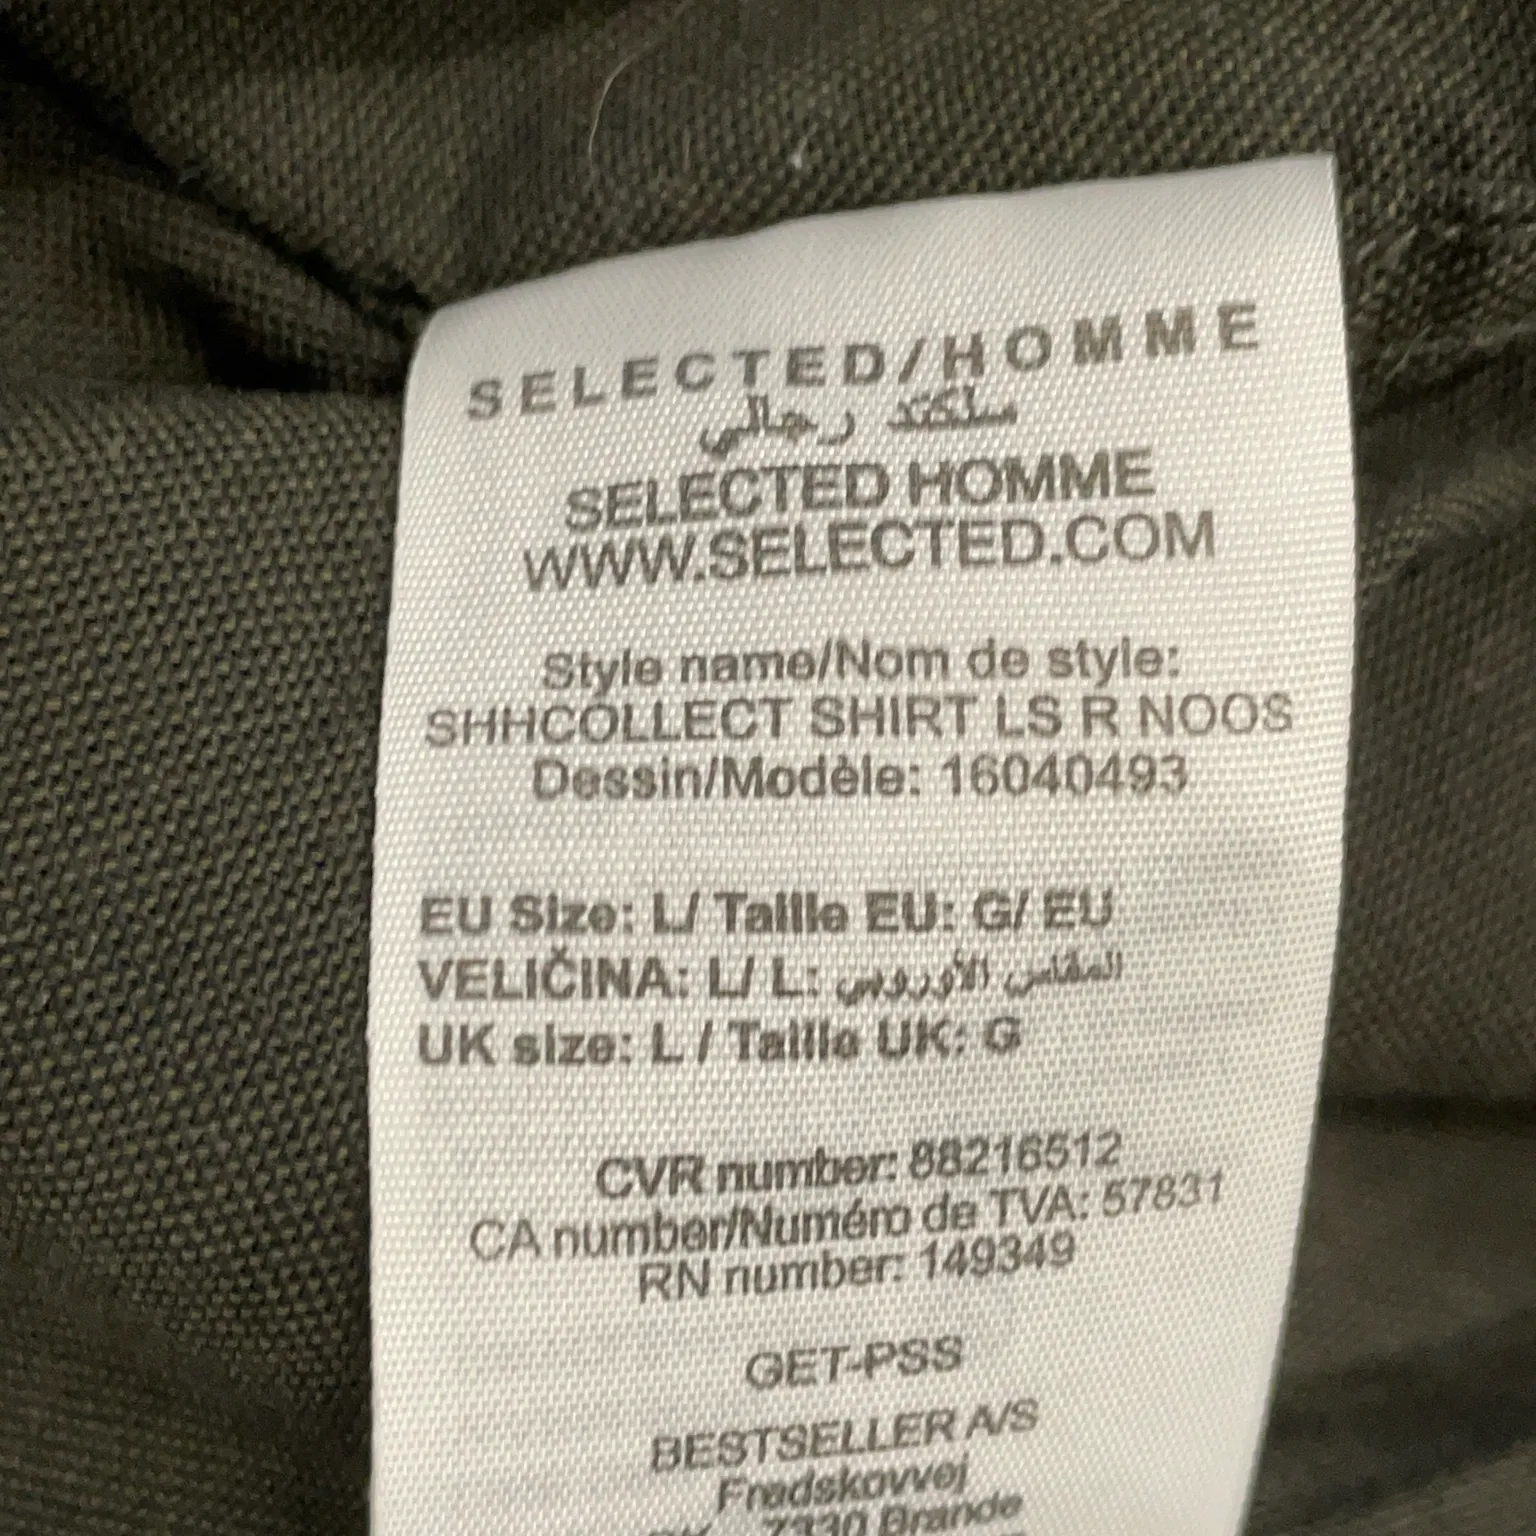 SELECTED/HOMME
سلكتد رجالي
SELECTED HOMME
WWW.SELECTED.COM
Style name/Nom de style:
SHHCOLLECT SHIRT LS R NOOS
Dessin/Modèle: 16040493
EU Size: L/ Taille EU: G/ EU
VELIČINA: L/ L: المقاس الأوروبي
UK size: L / Taille UK: G
CVR number: 88216512
CA number/Numéro de TVA: 57831
RN number: 149349
GET-PSS
BESTSELLER A/S
Fredskovvej
7330 Brande